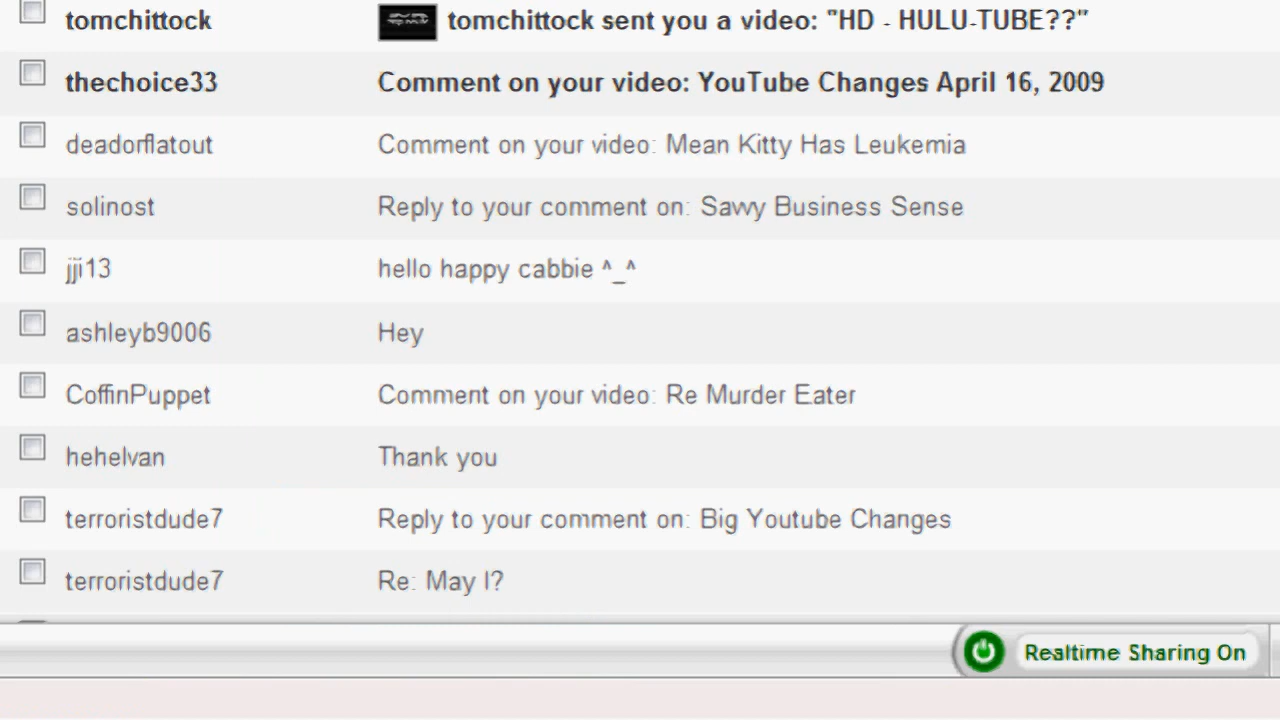 tomchittock tomchittock sent you a video: "HD - HULU-TUBE??"
thechoice33 Comment on your video: YouTube Changes April 16, 2009
deadorflatout Comment on your video: Mean Kitty Has Leukemia
solinost Reply to your comment on: Savvy Business Sense
jji13 hello happy cabbie ^_^
ashleyb9006 Hey
CoffinPuppet Comment on your video: Re Murder Eater
hehelvan Thank you
terroristdude7 Reply to your comment on: Big Youtube Changes
terroristdude7 Re: May I?
Realtime Sharing On